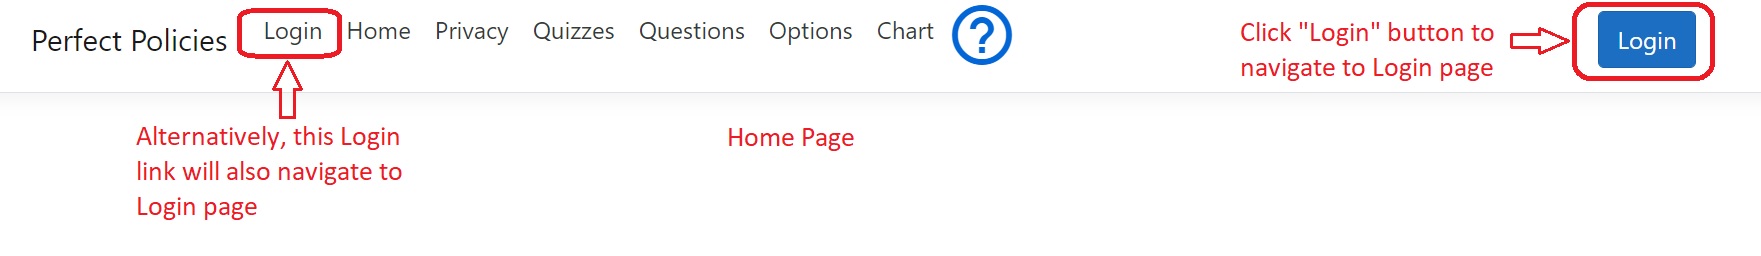 Perfect Policies Login Home Privacy Quizzes Questions Options Chart ? Login
Click "Login" button to
navigate to Login page
Alternatively, this Login
link will also navigate to
Login page
Home Page